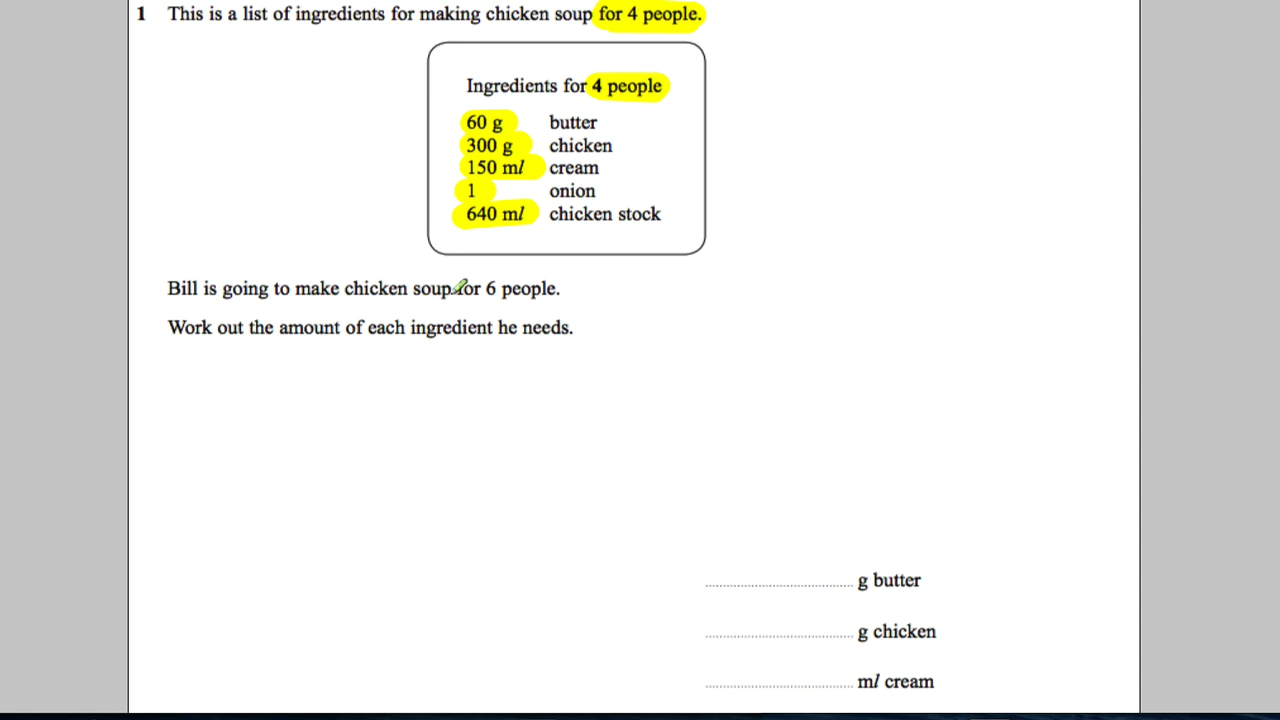 1 This is a list of ingredients for making chicken soup for 4 people.
Ingredients for 4 people
60 g butter
300 g chicken
150 ml cream
1 onion
640 ml chicken stock
Bill is going to make chicken soup for 6 people.
Work out the amount of each ingredient he needs.
.......................................... g butter
.......................................... g chicken
.......................................... ml cream